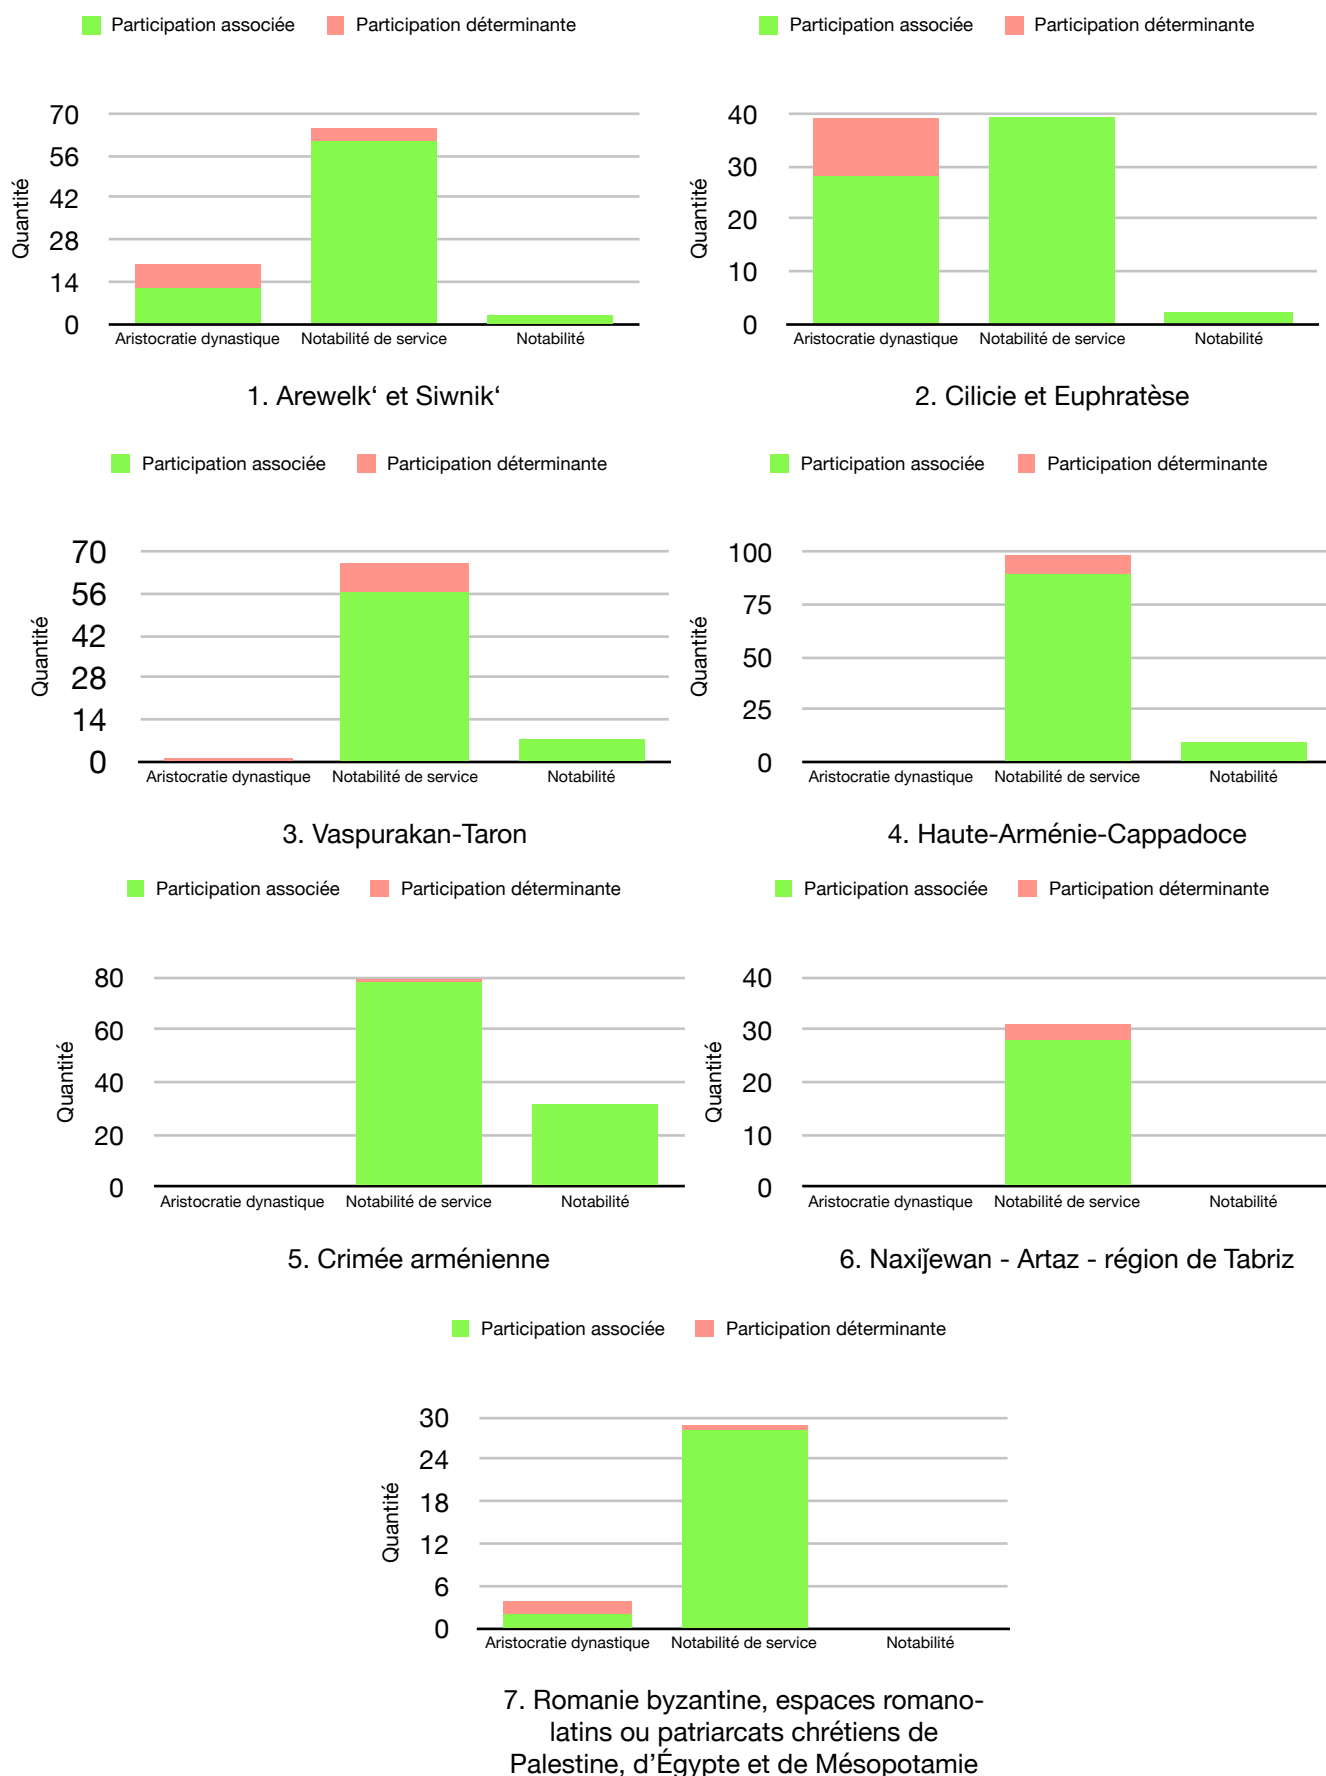 Participation associée Participation déterminante
Participation associée Participation déterminante
70
56
42
28
14
0
Quantité
Aristocratie dynastique Notabilité de service Notabilité
1. Arewelk‘ et Siwnik‘
40
30
20
10
0
Quantité
Aristocratie dynastique Notabilité de service Notabilité
2. Cilicie et Euphratèse
Participation associée Participation déterminante
Participation associée Participation déterminante
70
56
42
28
14
0
Quantité
Aristocratie dynastique Notabilité de service Notabilité
3. Vaspurakan-Taron
100
75
50
25
0
Quantité
Aristocratie dynastique Notabilité de service Notabilité
4. Haute-Arménie-Cappadoce
Participation associée Participation déterminante
Participation associée Participation déterminante
80
60
40
20
0
Quantité
Aristocratie dynastique Notabilité de service Notabilité
5. Crimée arménienne
40
30
20
10
0
Quantité
Aristocratie dynastique Notabilité de service Notabilité
6. Naxiǰewan - Artaz - région de Tabriz
Participation associée Participation déterminante
30
24
18
12
6
0
Quantité
Aristocratie dynastique Notabilité de service Notabilité
7. Romanie byzantine, espaces romano-
latins ou patriarcats chrétiens de
Palestine, d’Égypte et de Mésopotamie